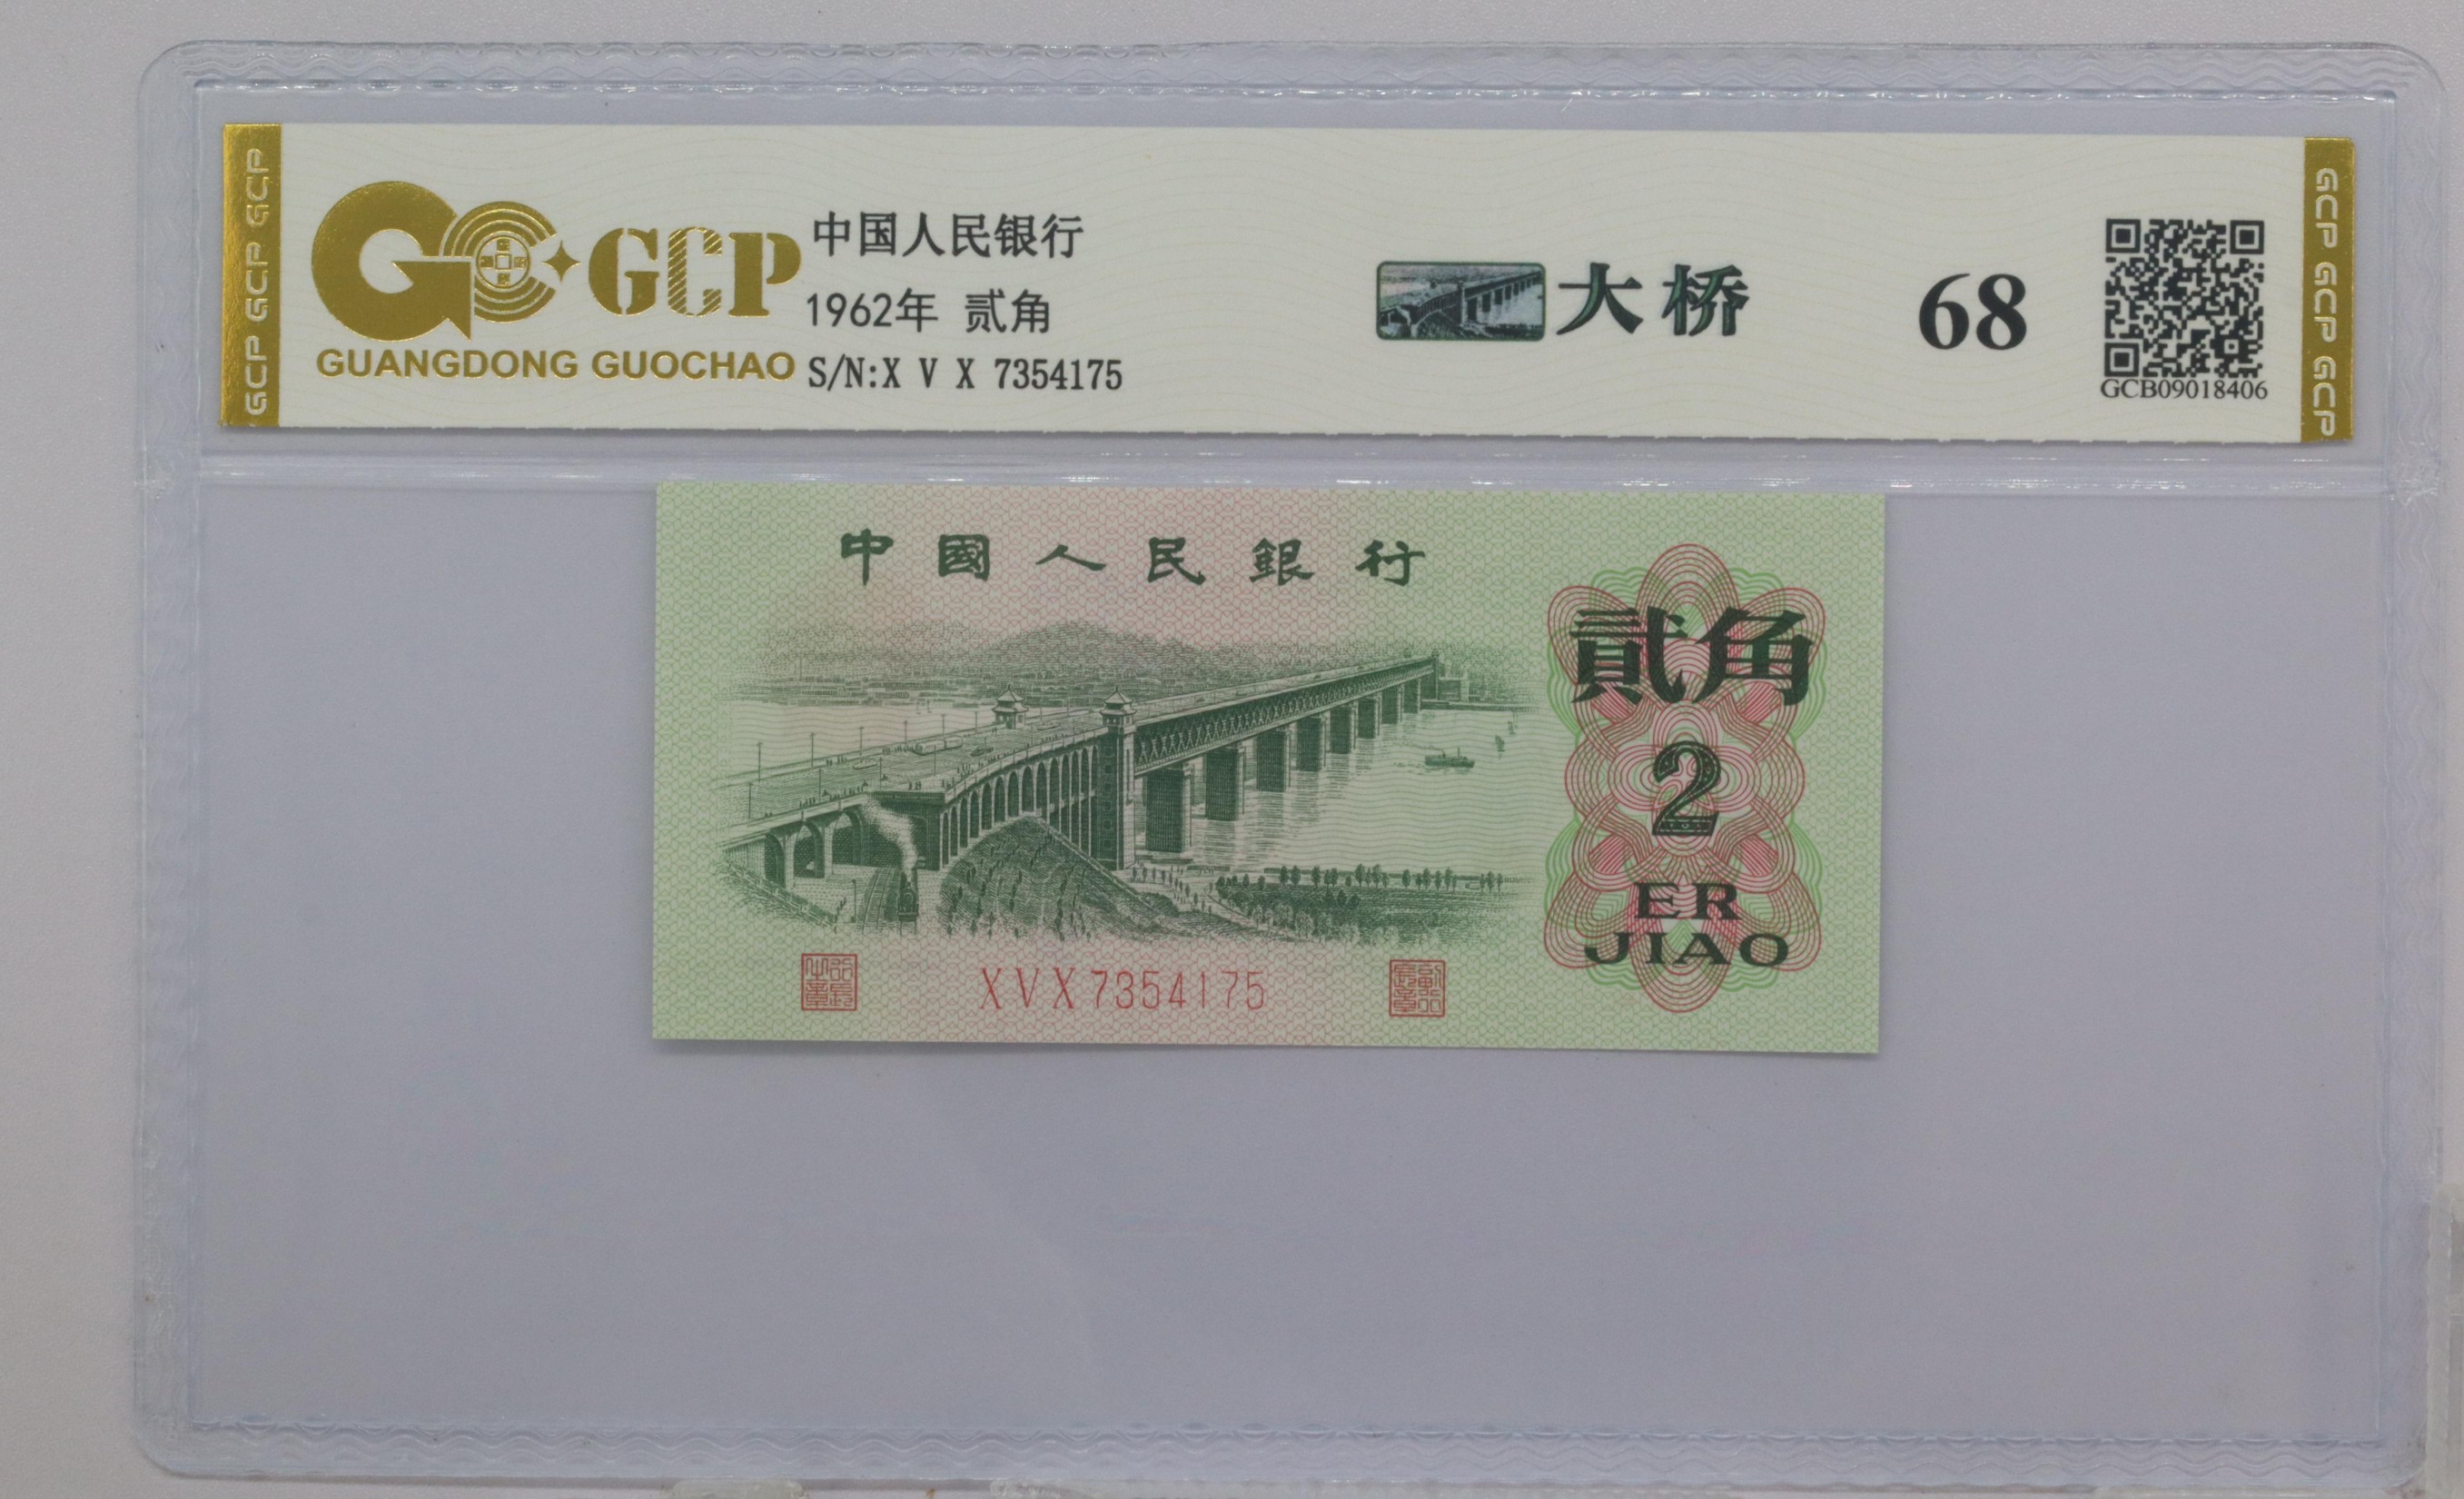 GCP GCP GCP
GCP
GUANGDONG GUOCHAO
中国人民银行
1962年 贰角
S/N:X V X 7354175
大桥
68
GCB09018406
GCP GCP GCP
中國人民銀行
貳角
2
ER
JIAO
XVX7354175